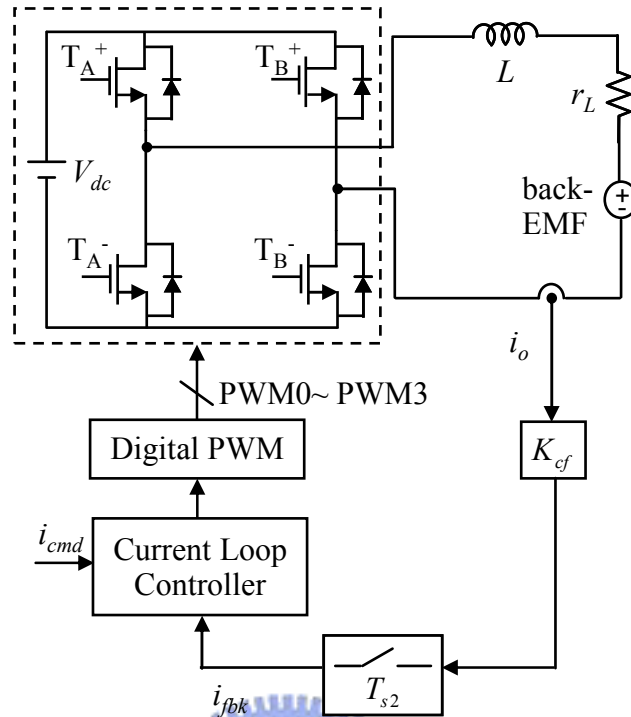 T_A^+
T_B^+
L
r_L
V_dc
back-
EMF
T_A^-
T_B^-
i_o
PWM0~ PWM3
Digital PWM
K_cf
i_cmd
Current Loop
Controller
T_s2
i_fbk